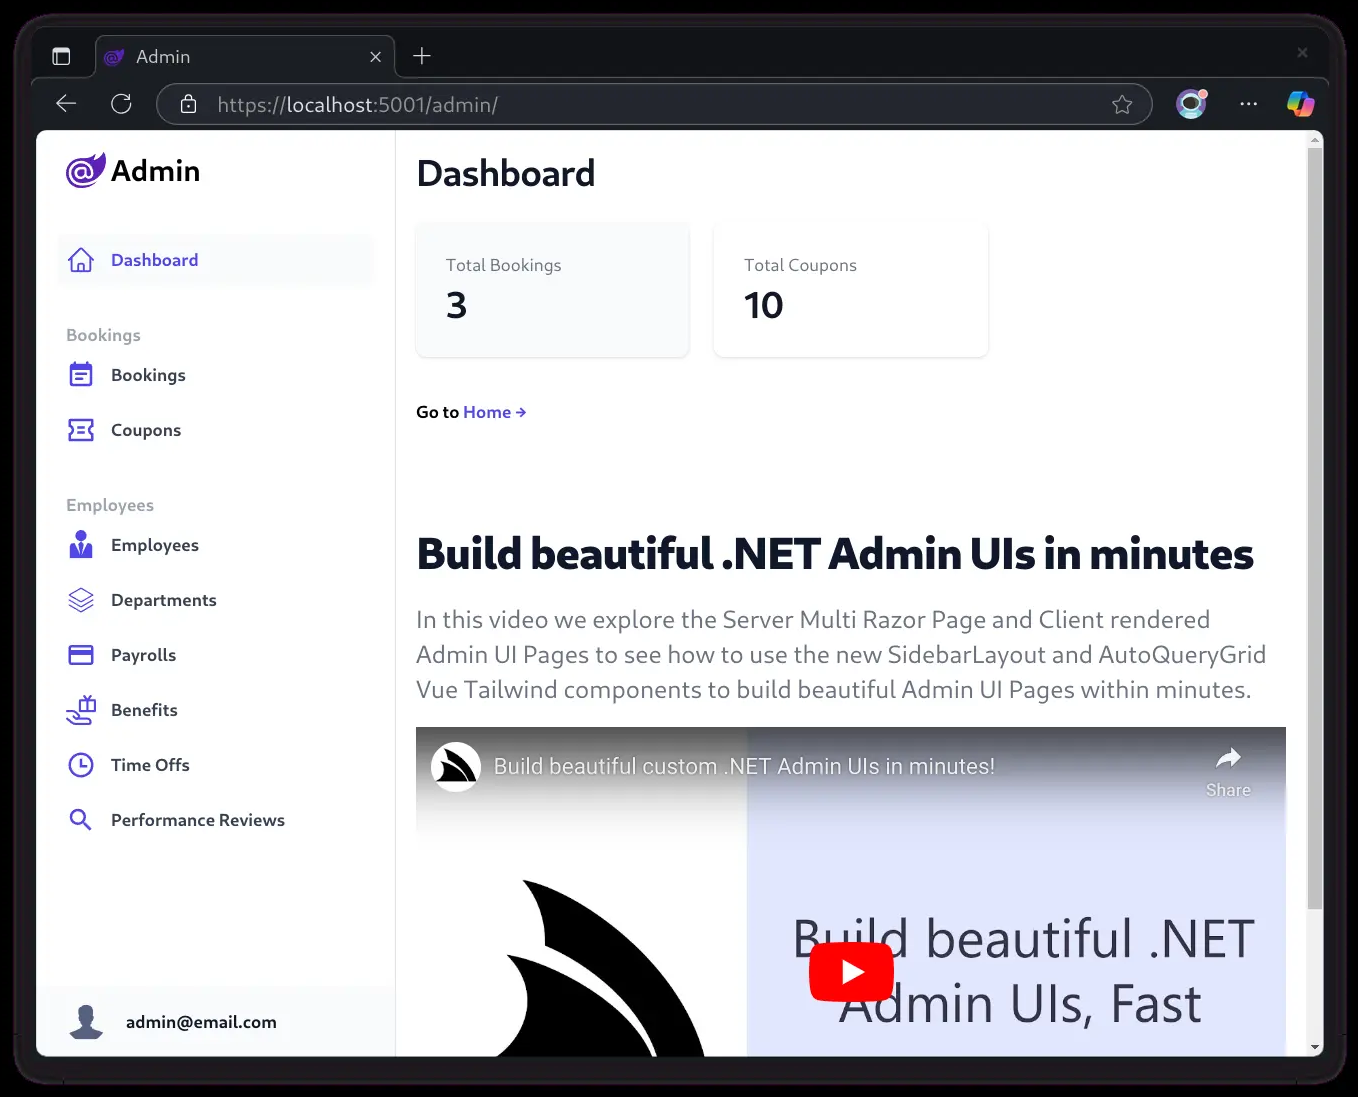 Admin
https://localhost:5001/admin/
@ Admin
Dashboard
Bookings
Bookings
Coupons
Employees
Employees
Departments
Payrolls
Benefits
Time Offs
Performance Reviews
admin@email.com
Dashboard
Total Bookings
3
Total Coupons
10
Go to Home →
Build beautiful .NET Admin UIs in minutes
In this video we explore the Server Multi Razor Page and Client rendered
Admin UI Pages to see how to use the new SidebarLayout and AutoQueryGrid
Vue Tailwind components to build beautiful Admin UI Pages within minutes.
Build beautiful custom .NET Admin UIs in minutes!
Share
Build beautiful .NET
Admin UIs, Fast